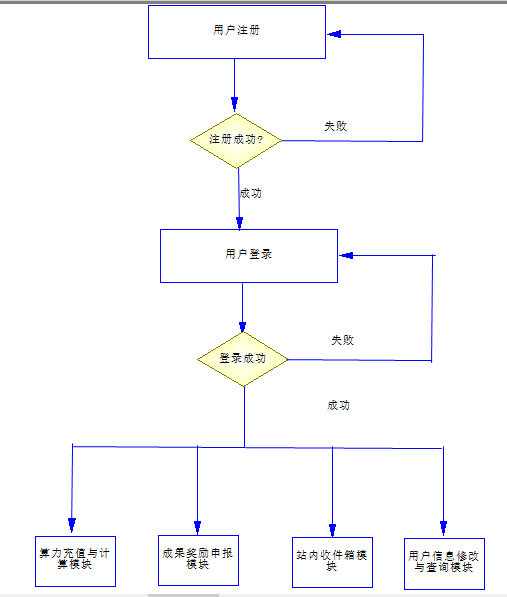 用户注册
注册成功?
失败
成功
用户登录
失败
登录成功
成功
算力充值与计
算模块
成果奖励申报
模块
站内收件箱模
块
用户信息修改
与查询模块